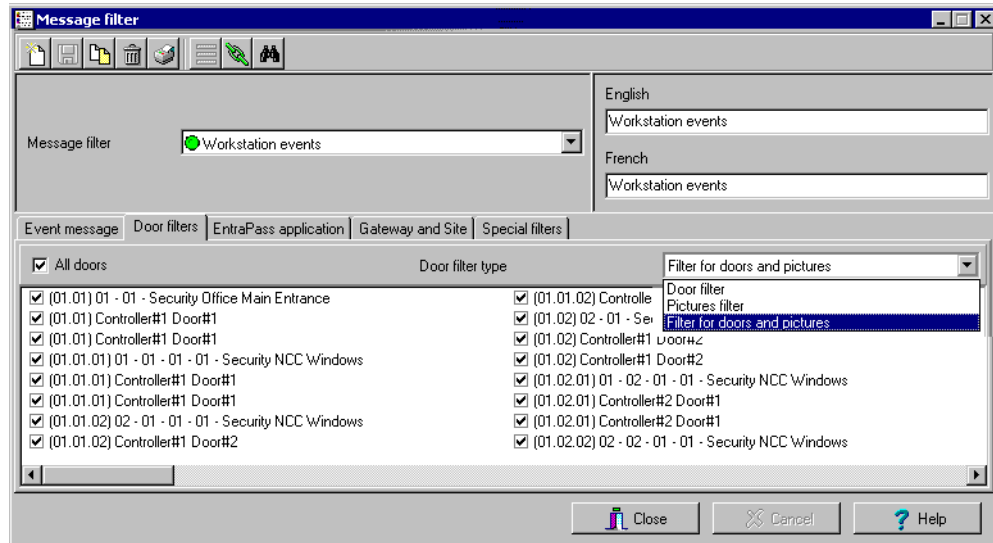 Message filter
English
Workstation events
Message filter
Workstation events
French
Workstation events
Event message
Door filters
EntraPass application
Gateway and Site
Special filters
All doors
Door filter type
Filter for doors and pictures
Door filter
Pictures filter
Filter for doors and pictures
(01.01) 01 - 01 - Security Office Main Entrance
(01.01) Controller#1 Door#1
(01.01) Controller#1 Door#1
(01.01.01) 01 - 01 - 01 - 01 - Security NCC Windows
(01.01.01) Controller#1 Door#1
(01.01.01) Controller#1 Door#1
(01.01.02) 02 - 01 - 01 - 01 - Security NCC Windows
(01.01.02) Controller#1 Door#2
(01.01.02) Controlle
(01.02) 02 - 01 - Se
(01.02) Controller#1 Door#2
(01.02) Controller#1 Door#2
(01.02.01) 01 - 02 - 01 - 01 - Security NCC Windows
(01.02.01) Controller#2 Door#1
(01.02.01) Controller#2 Door#1
(01.02.02) 02 - 02 - 01 - 01 - Security NCC Windows
Close
Cancel
Help